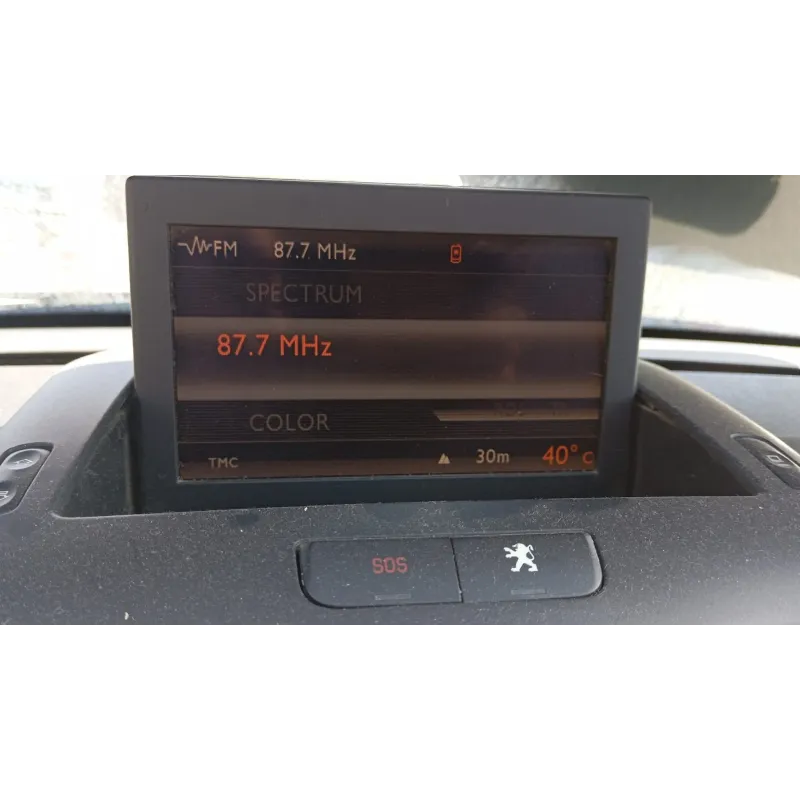 FM 87.7 MHz
SPECTRUM
87.7 MHz
COLOR
TMC 30m 40° C
SOS